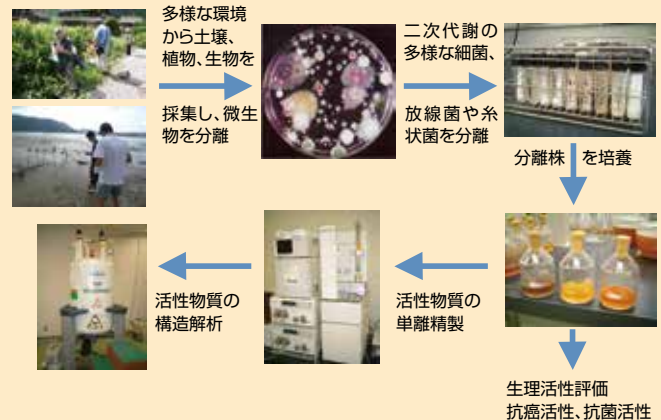 多様な環境
から土壌、
植物、生物を
採集し、微生
物を分離
二次代謝の
多様な細菌、
放線菌や糸
状菌を分離
分離株 を培養
活性物質の
構造解析
活性物質の
単離精製
生理活性評価
抗癌活性、抗菌活性